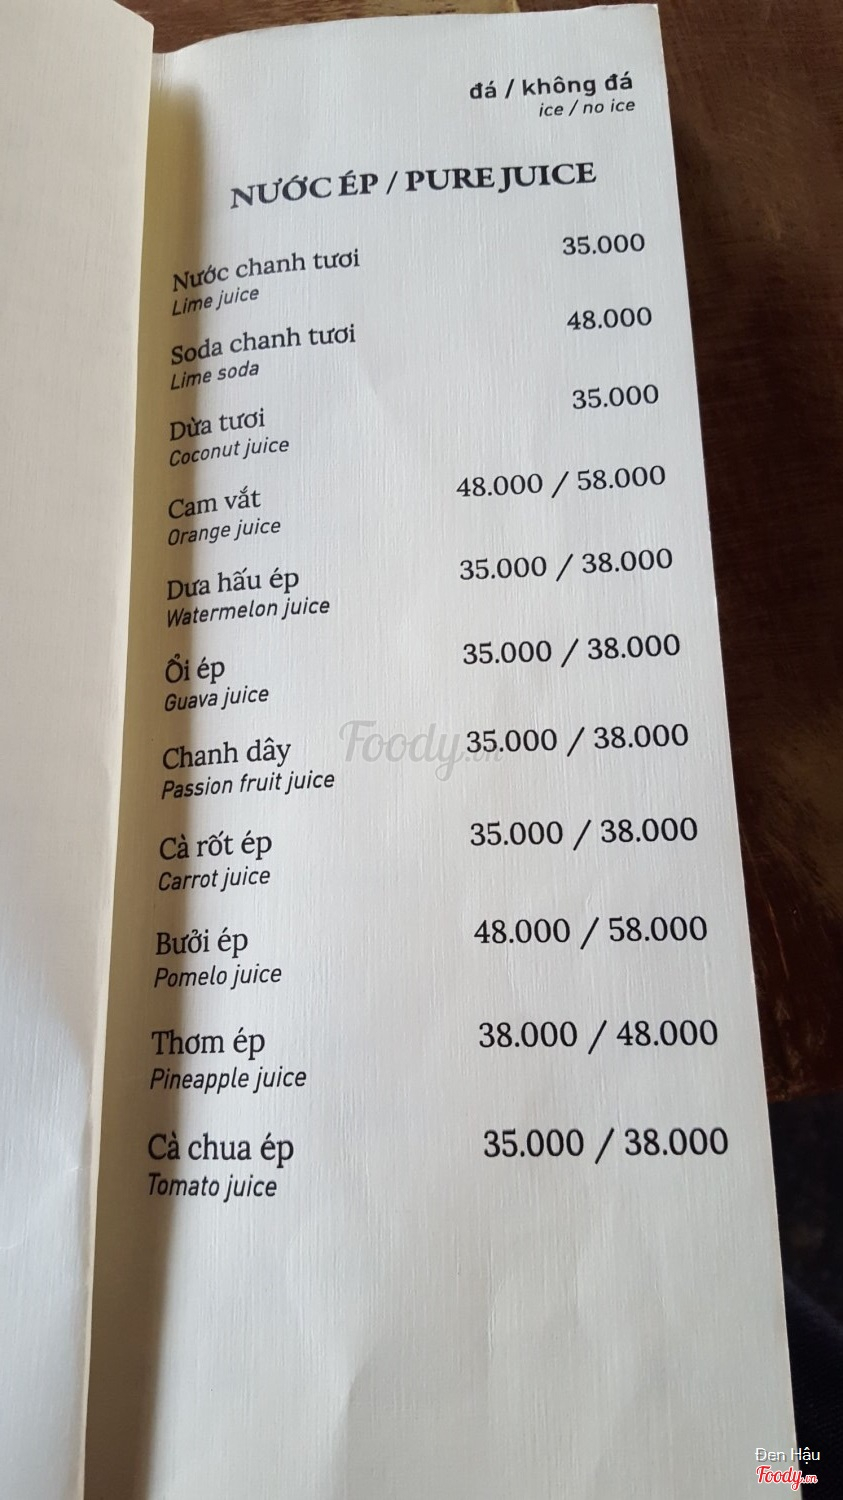 đá / không đá
ice / no ice
NƯỚC ÉP / PURE JUICE
Nước chanh tươi 35.000
Lime juice
Soda chanh tươi 48.000
Lime soda
Dừa tươi 35.000
Coconut juice
Cam vắt 48.000 / 58.000
Orange juice
Dưa hấu ép 35.000 / 38.000
Watermelon juice
Ổi ép 35.000 / 38.000
Guava juice
Chanh dây 35.000 / 38.000
Passion fruit juice
Foody.vn
Cà rốt ép 35.000 / 38.000
Carrot juice
Bưởi ép 48.000 / 58.000
Pomelo juice
Thơm ép 38.000 / 48.000
Pineapple juice
Cà chua ép 35.000 / 38.000
Tomato juice
Đen Hậu
Foody.vn